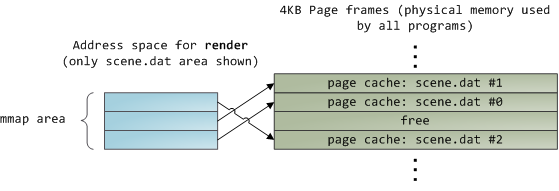 4KB Page frames (physical memory used
by all programs)
Address space for render
(only scene.dat area shown)
mmap area
page cache: scene.dat #1
page cache: scene.dat #0
free
page cache: scene.dat #2